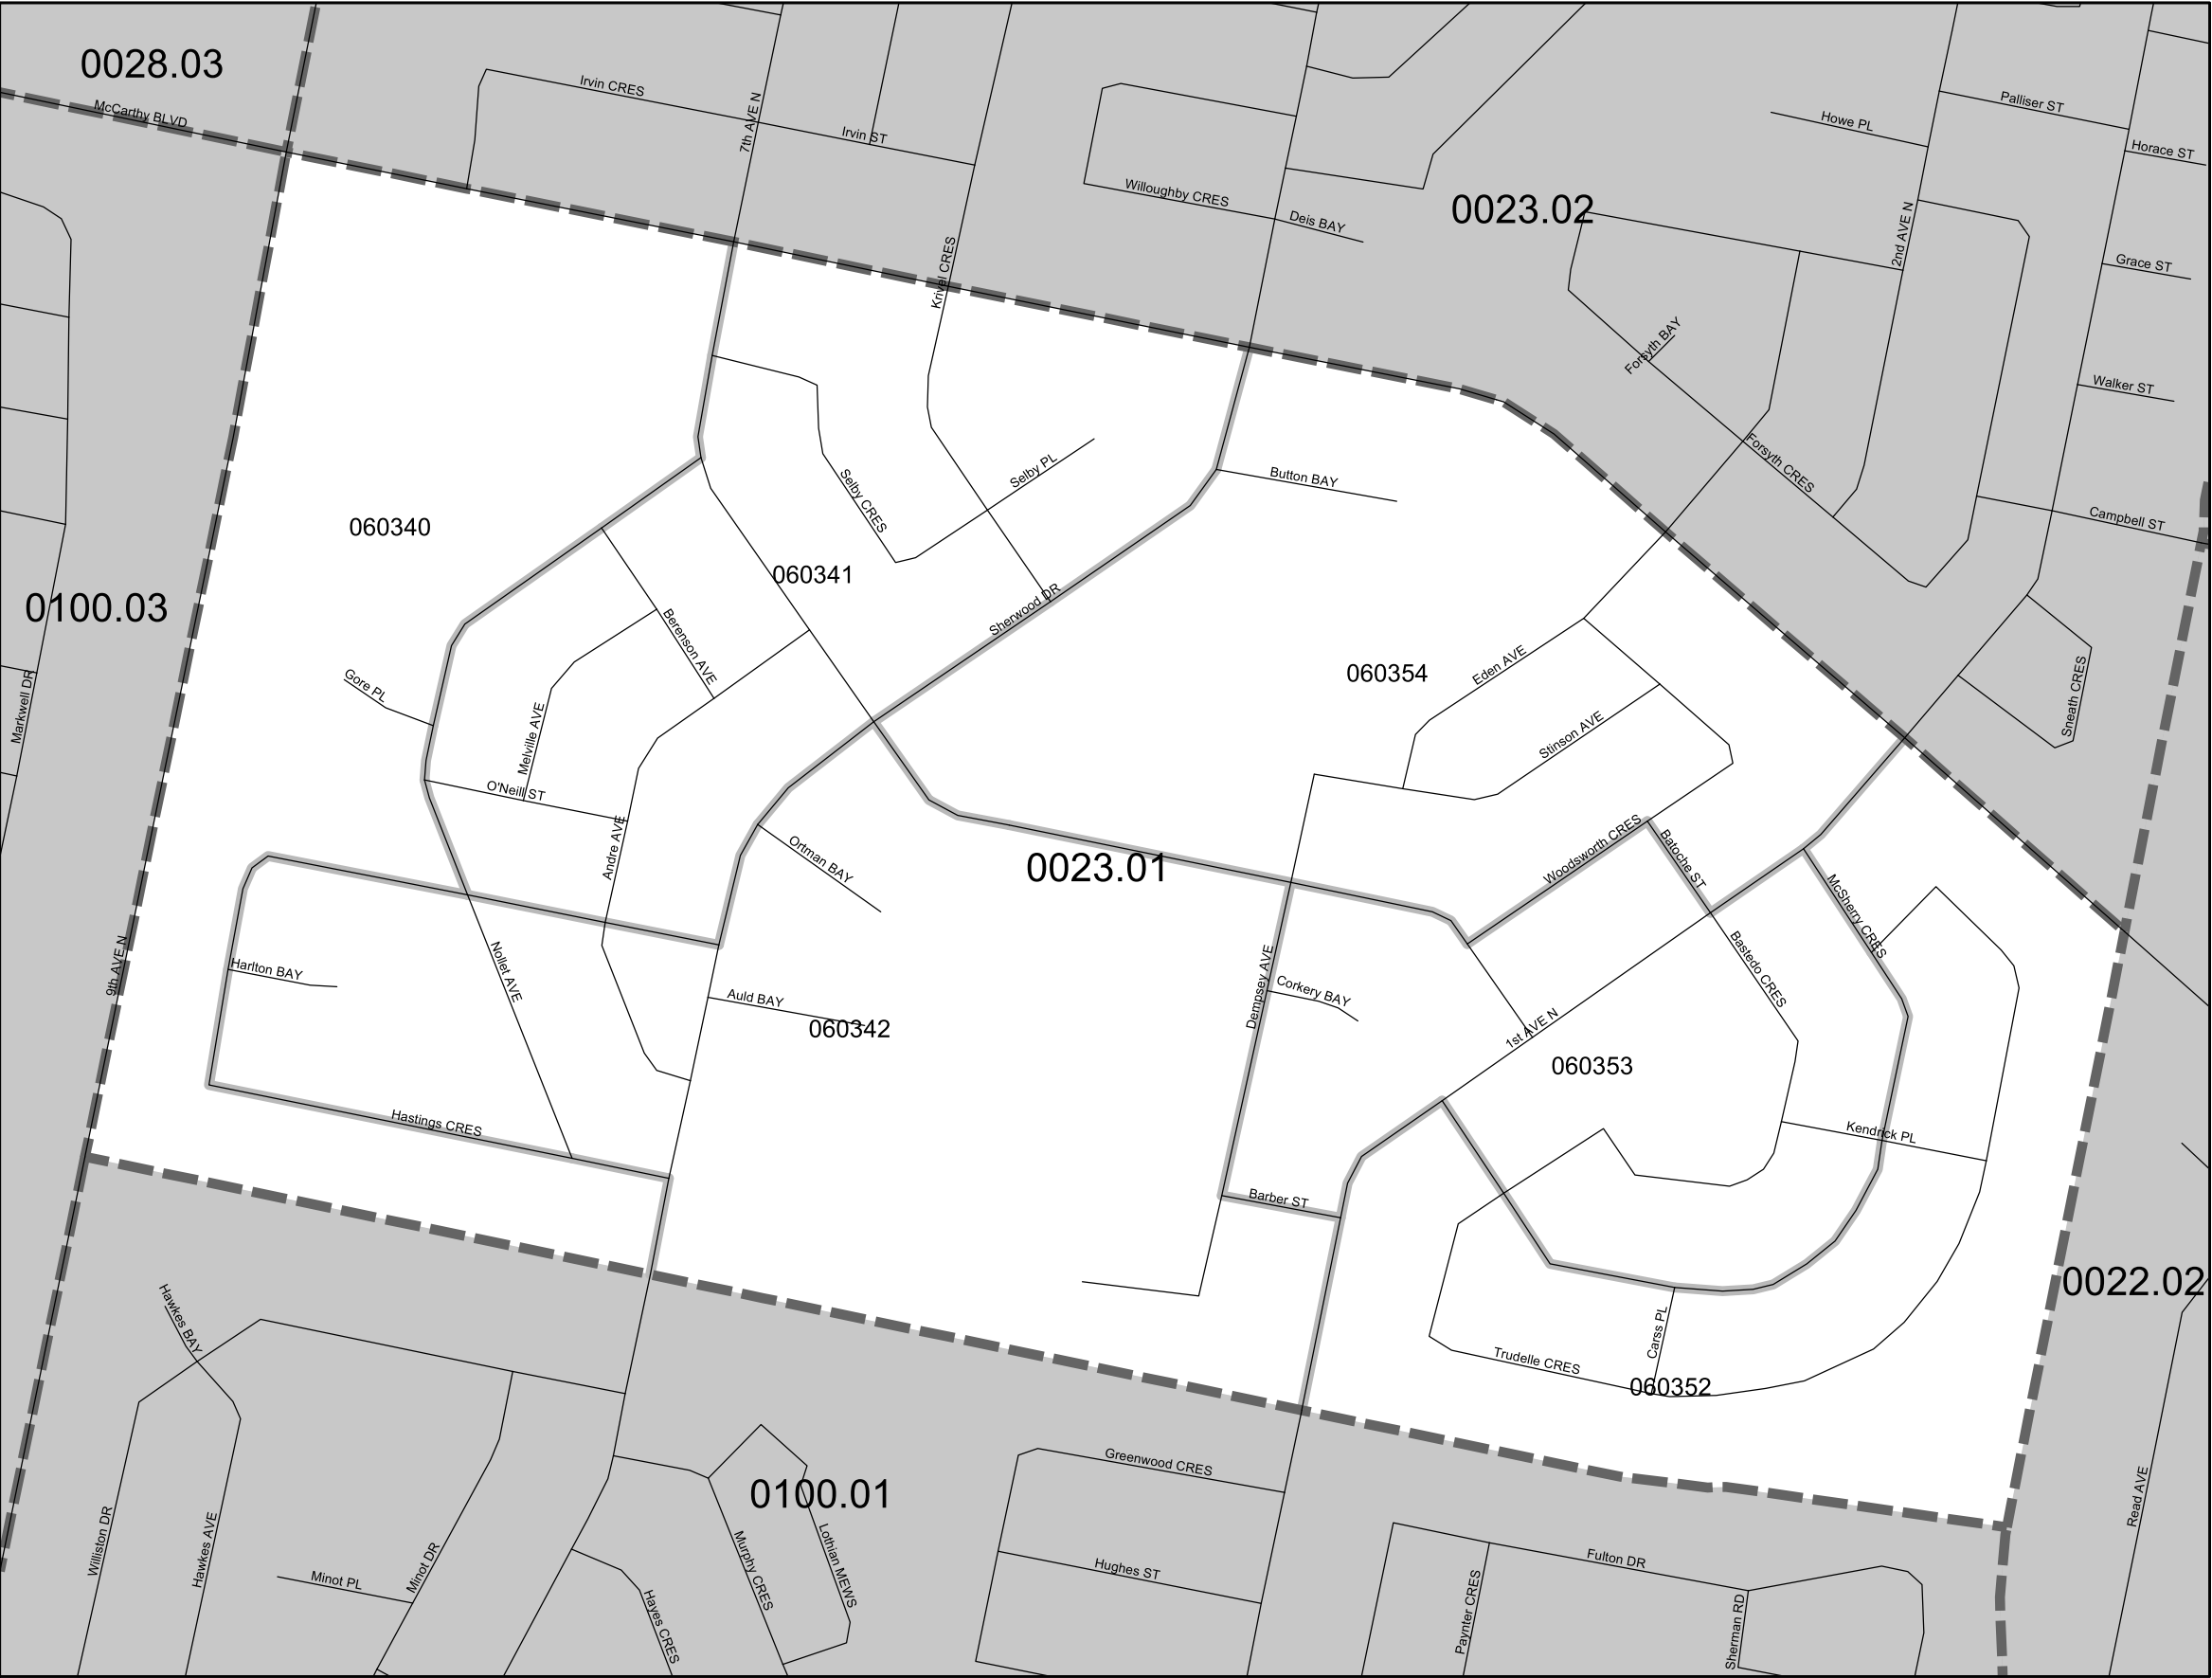 0028.03
McCarthy BLVD
Irvin CRES
7th AVE N
Irvin ST
Willoughby CRES
Deis BAY
0023.02
Howe PL
Palliser ST
Horace ST
2nd AVE N
Grace ST
Walker ST
Campbell ST
Forsyth BAY
Forsyth CRES
Selby CRES
Selby PL
Button BAY
060340
060341
Sherwood DR
0100.03
Markwell DR
Gore PL
Berenson AVE
Melville AVE
O'Neill ST
Andre AVE
Ortman BAY
060354
Eden AVE
Stinson AVE
Sneath CRES
0023.01
Woodsworth CRES
Batoche ST
McSherry CRES
9th AVE N
Harlton BAY
Nollet AVE
Auld BAY
060342
Dempsey AVE
Corkery BAY
1st AVE N
Bastedo CRES
060353
Kendrick PL
Hastings CRES
Barber ST
0022.02
Hawkes BAY
Carss PL
Trudelle CRES
060352
0100.01
Greenwood CRES
Williston DR
Hawkes AVE
Minot DR
Minot PL
Murphy CRES
Lothian MEWS
Hayes CRES
Hughes ST
Fulton DR
Paynter CRES
Sherman RD
Read AVE